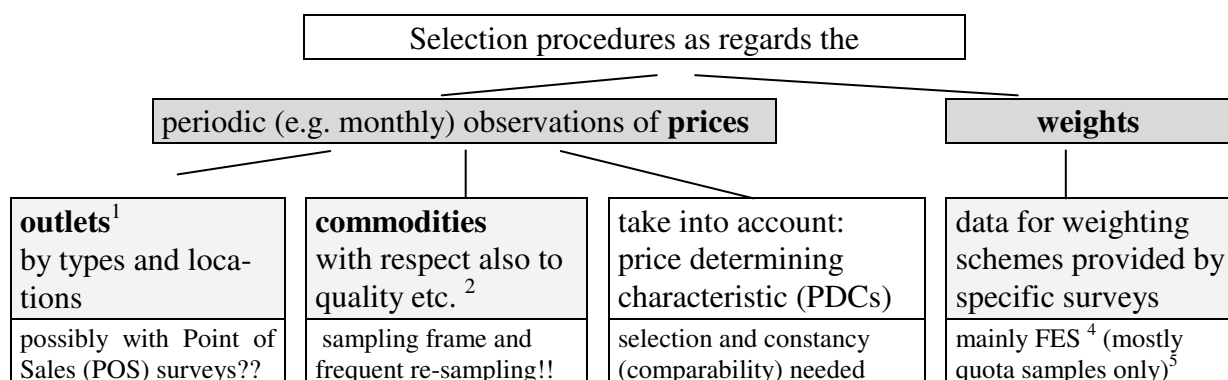 Selection procedures as regards the
periodic (e.g. monthly) observations of prices
weights
outlets¹
by types and loca-
tions
possibly with Point of
Sales (POS) surveys??
commodities
with respect also to
quality etc. ²
sampling frame and
frequent re-sampling!!
take into account:
price determining
characteristic (PDCs)
selection and constancy
(comparability) needed
data for weighting
schemes provided by
specific surveys
mainly FES ⁴ (mostly
quota samples only)⁵